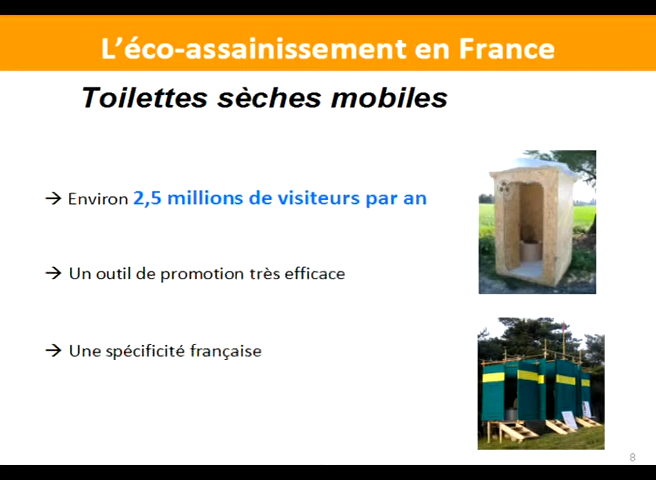 L'éco-assainissement en France
Toilettes sèches mobiles
→ Environ 2,5 millions de visiteurs par an
→ Un outil de promotion très efficace
→ Une spécificité française
8